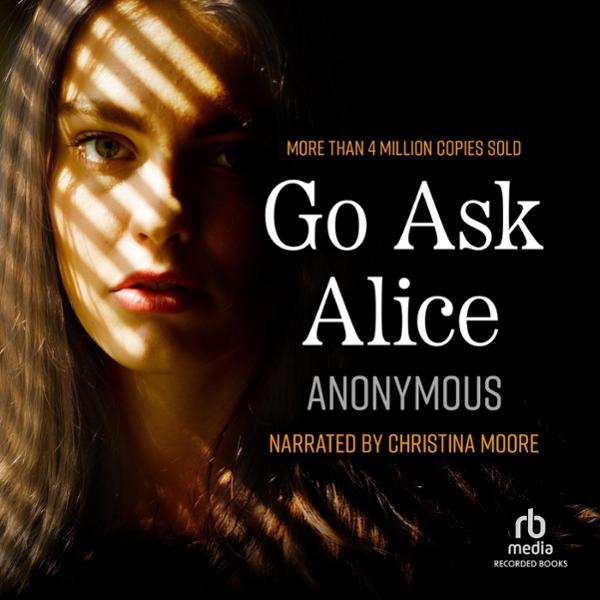 MORE THAN 4 MILLION COPIES SOLD
Go Ask
Alice
ANONYMOUS
NARRATED BY CHRISTINA MOORE
rb
media
RECORDED BOOKS